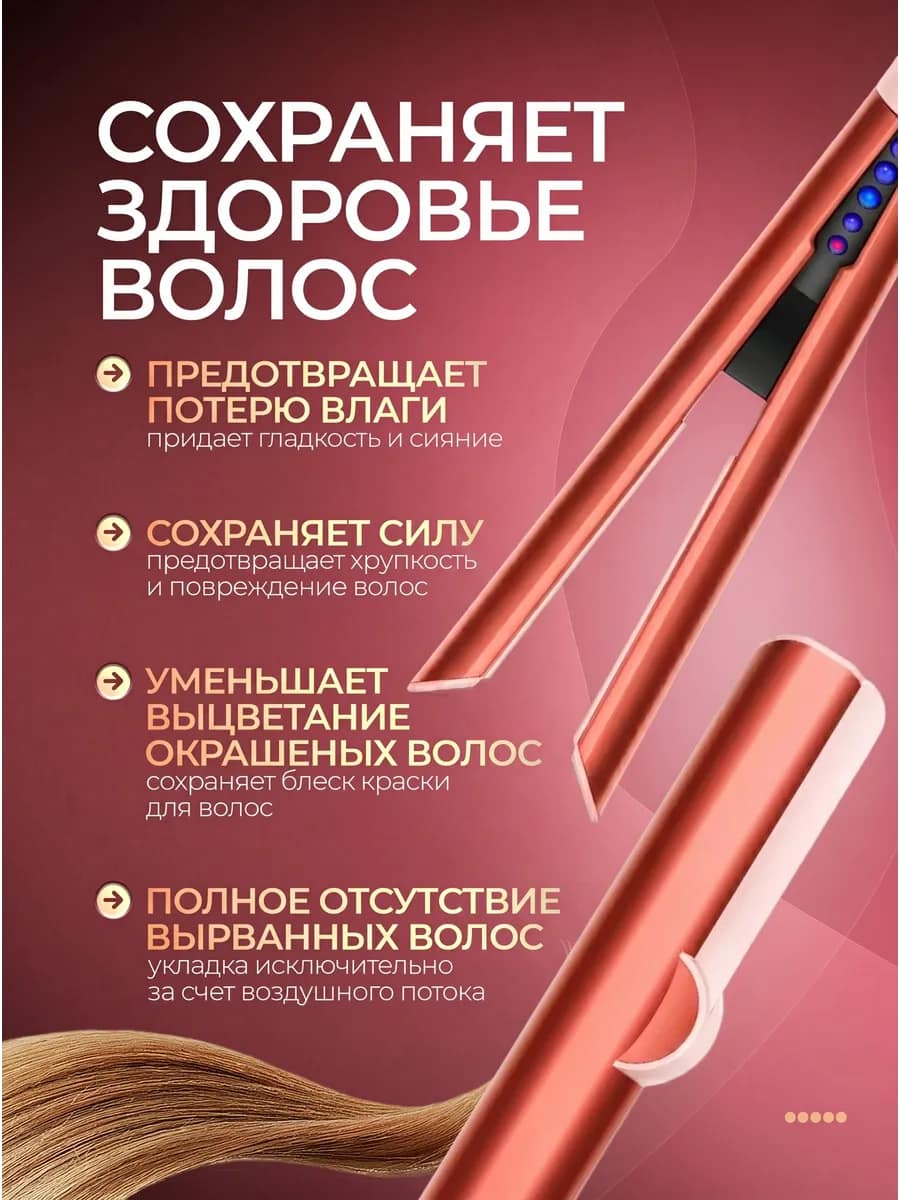 СОХРАНЯЕТ
ЗДОРОВЬЕ
ВОЛОС
ПРЕДОТВРАЩАЕТ
ПОТЕРЮ ВЛАГИ
придает гладкость и сияние
СОХРАНЯЕТ СИЛУ
предотвращает хрупкость
и повреждение волос
УМЕНЬШАЕТ
ВЫЦВЕТАНИЕ
ОКРАШЕНЫХ ВОЛОС
сохраняет блеск краски
для волос
ПОЛНОЕ ОТСУТСТВИЕ
ВЫРВАННЫХ ВОЛОС
укладка исключительно
за счет воздушного потока